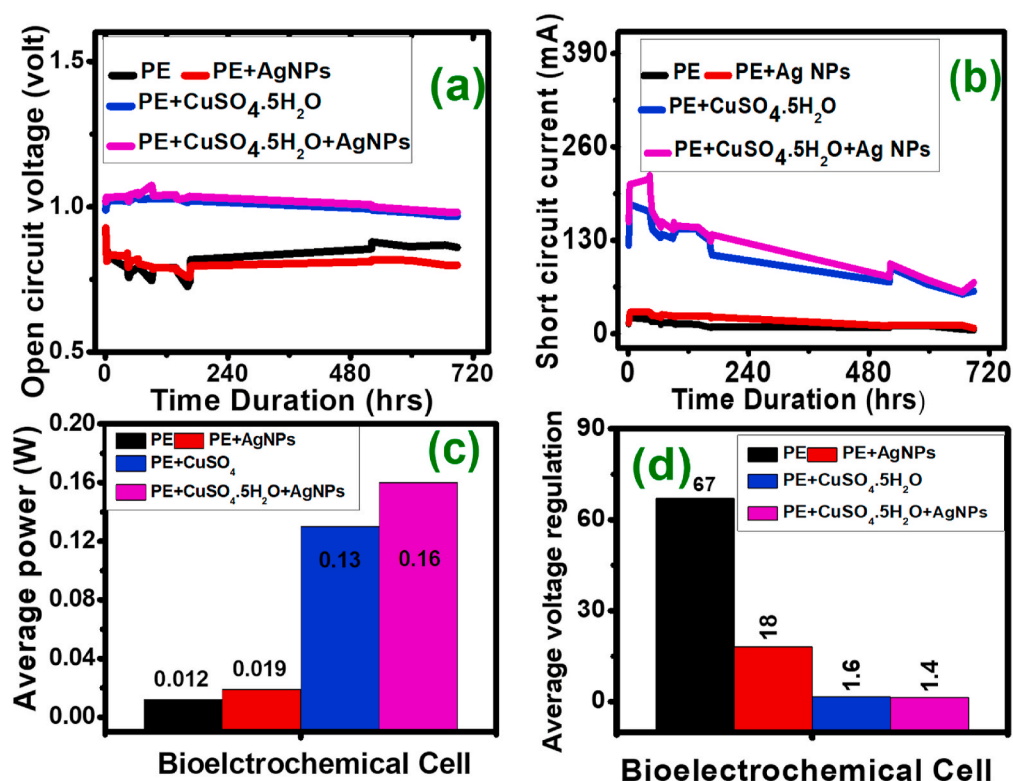 Open circuit voltage (volt)
1.5
1.0
0.5
PE PE+AgNPs
PE+CuSO₄.5H₂O
PE+CuSO₄.5H₂O+AgNPs
(a)
0 240 480 720
Time Duration (hrs)
Short circuit current (mA)
390
260
130
0
PE PE+Ag NPs
PE+CuSO₄.5H₂O
PE+CuSO₄.5H₂O+Ag NPs
(b)
0 240 480 720
Time Duration (hrs)
Average power (W)
0.20
0.16
0.12
0.08
0.04
0.00
PE PE+AgNPs
PE+CuSO₄
PE+CuSO₄.5H₂O+AgNPs
(c)
0.012
0.019
0.13
0.16
Bioelctrochemical Cell
Average voltage regulation
90
60
30
0
PE PE+AgNPs
PE+CuSO₄.5H₂O
PE+CuSO₄.5H₂O+AgNPs
(d)
67
18
1.6
1.4
Bioelectrochemical Cell